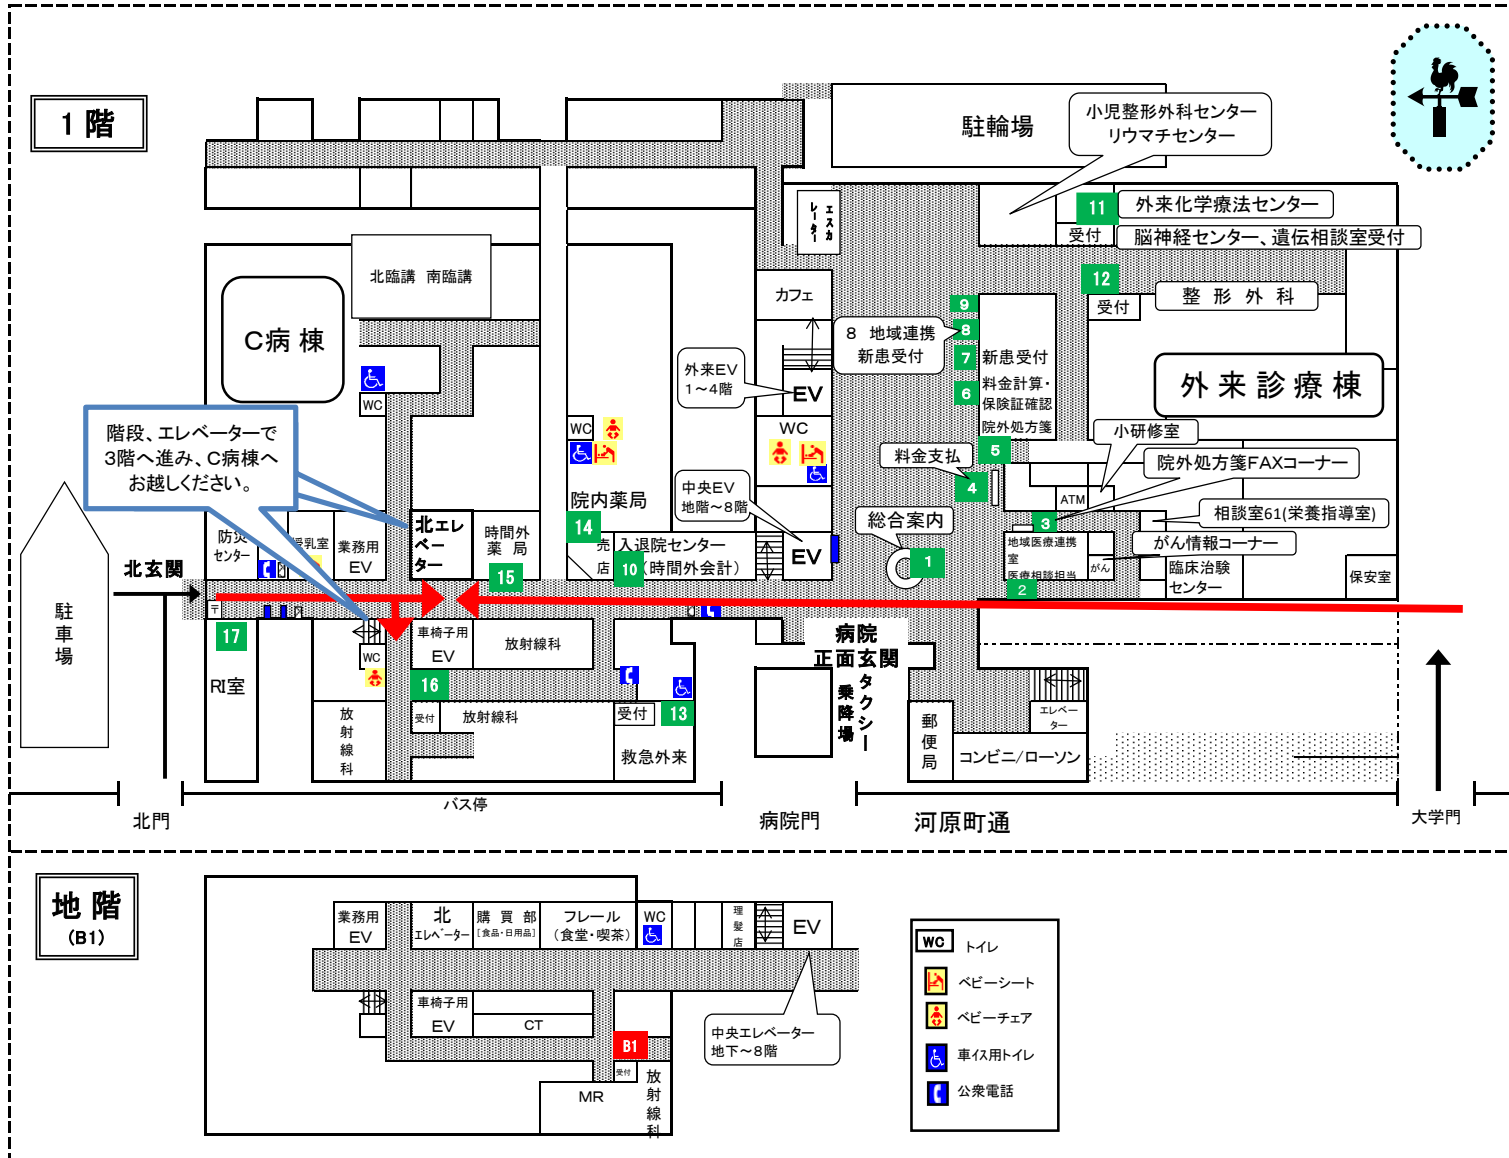 1階
駐輪場
小児整形外科センター
リウマチセンター
エスカ
レーター
11
外来化学療法センター
受付
脳神経センター、遺伝相談室受付
北臨講 南臨講
C病棟
カフェ
12
受付
整形外科
9
8
8 地域連携
新患受付
7
新患受付
外来EV
1～4階
EV
6
料金計算・
保険証確認
院外処方箋
外来診療棟
WC
WC
WC
5
小研修室
階段、エレベーターで
3階へ進み、C病棟へ
お越しください。
料金支払
4
院外処方箋FAXコーナー
ATM
中央EV
地階～8階
院内薬局
14
総合案内
3
相談室61(栄養指導室)
防災
センター
授乳室
業務用
EV
北エレ
ベー
ター
時間外
薬局
15
売
店
入退院センター
(時間外会計)
10
EV
1
地域医療連携
室
医療相談担当
がん
がん情報コーナー
臨床治験
センター
保安室
2
北玄関
〒
17
駐車場
RI室
WC
車椅子用
EV
放射線科
16
受付
放射線科
放射線科
受付
13
救急外来
病院
正面玄関
タクシー
乗降場
郵便局
エレベー
ター
コンビニ/ローソン
北門
バス停
病院門
河原町通
大学門
地階
(B1)
業務用
EV
北
エレベーター
購買部
[食品・日用品]
フレール
(食堂・喫茶)
WC
理髪店
EV
車椅子用
EV
CT
B1
受付
放射線科
MR
中央エレベーター
地下～8階
WC トイレ
ベビーシート
ベビーチェア
車イス用トイレ
公衆電話